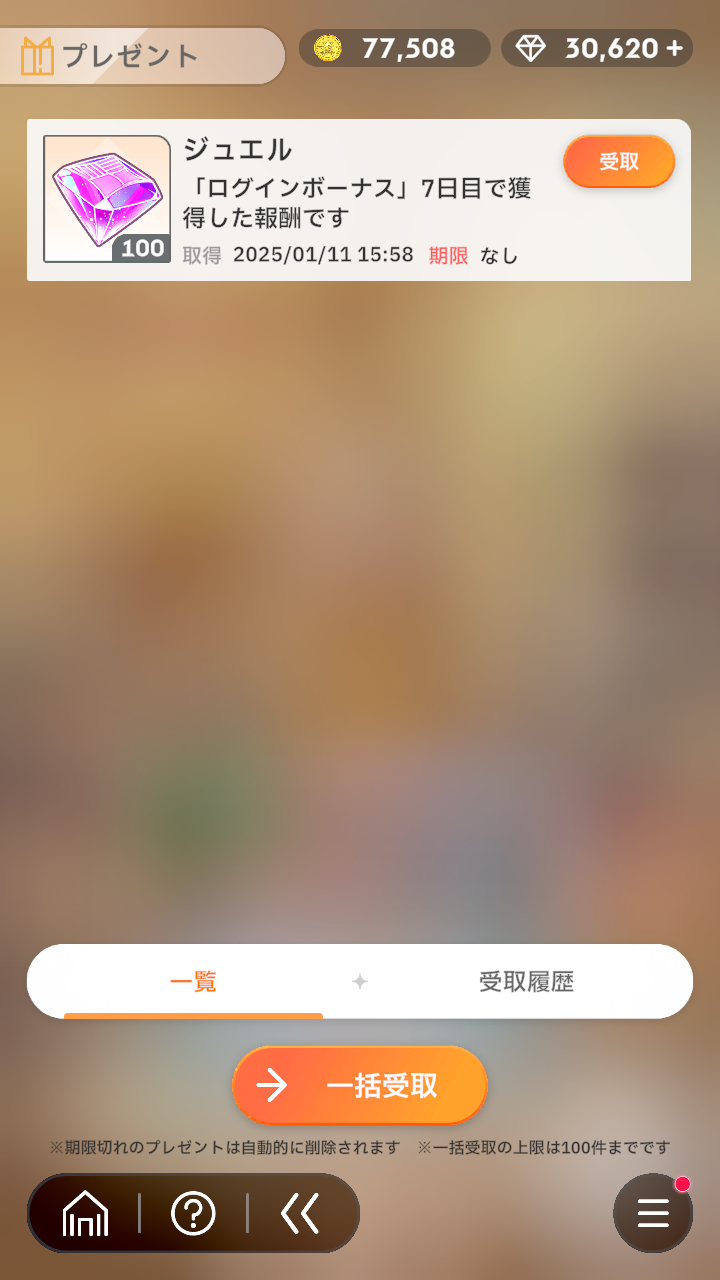 プレゼント
77,508
30,620 +
ジュエル
「ログインボーナス」7日目で獲
得した報酬です
取得 2025/01/11 15:58 期限 なし
100
受取
一覧
受取履歴
一括受取
※期限切れのプレゼントは自動的に削除されます ※一括受取の上限は100件までです